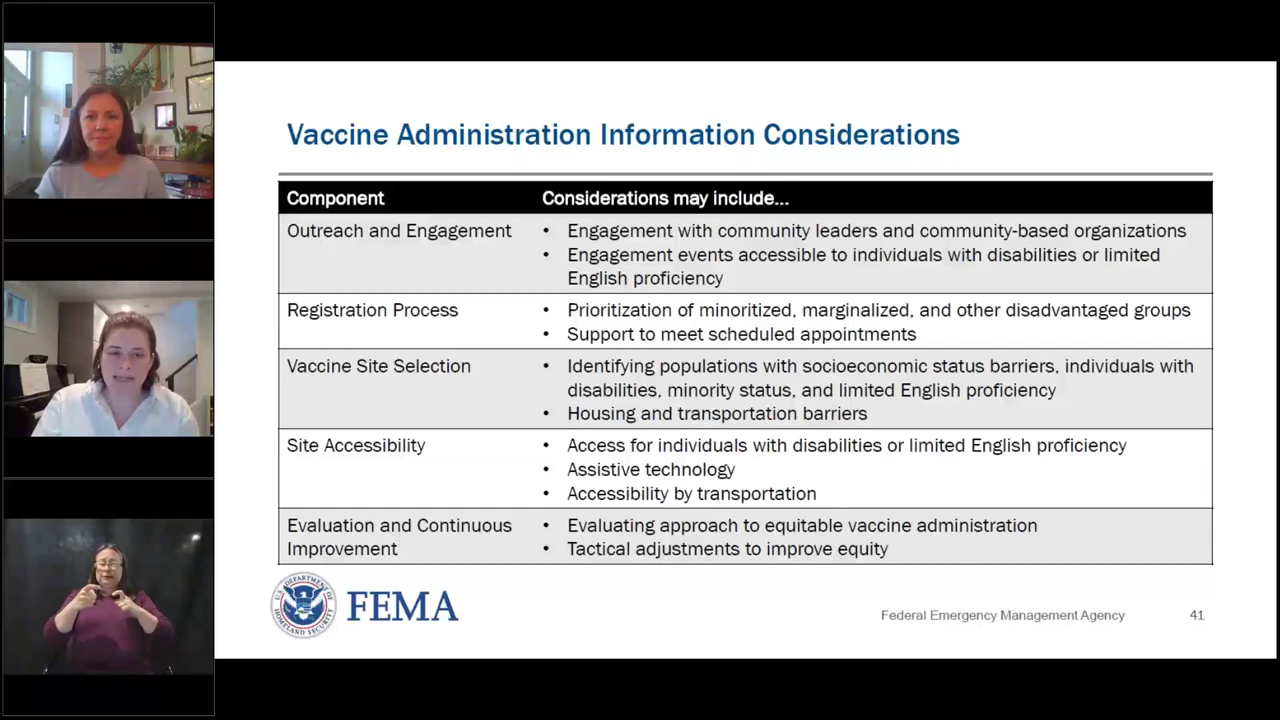 Vaccine Administration Information Considerations
Component
Considerations may include...
Outreach and Engagement
• Engagement with community leaders and community-based organizations
• Engagement events accessible to individuals with disabilities or limited
English proficiency
Registration Process
• Prioritization of minoritized, marginalized, and other disadvantaged groups
• Support to meet scheduled appointments
Vaccine Site Selection
• Identifying populations with socioeconomic status barriers, individuals with
disabilities, minority status, and limited English proficiency
• Housing and transportation barriers
Site Accessibility
• Access for individuals with disabilities or limited English proficiency
• Assistive technology
• Accessibility by transportation
Evaluation and Continuous
Improvement
• Evaluating approach to equitable vaccine administration
• Tactical adjustments to improve equity
U.S. DEPARTMENT OF
HOMELAND SECURITY
FEMA
Federal Emergency Management Agency
41